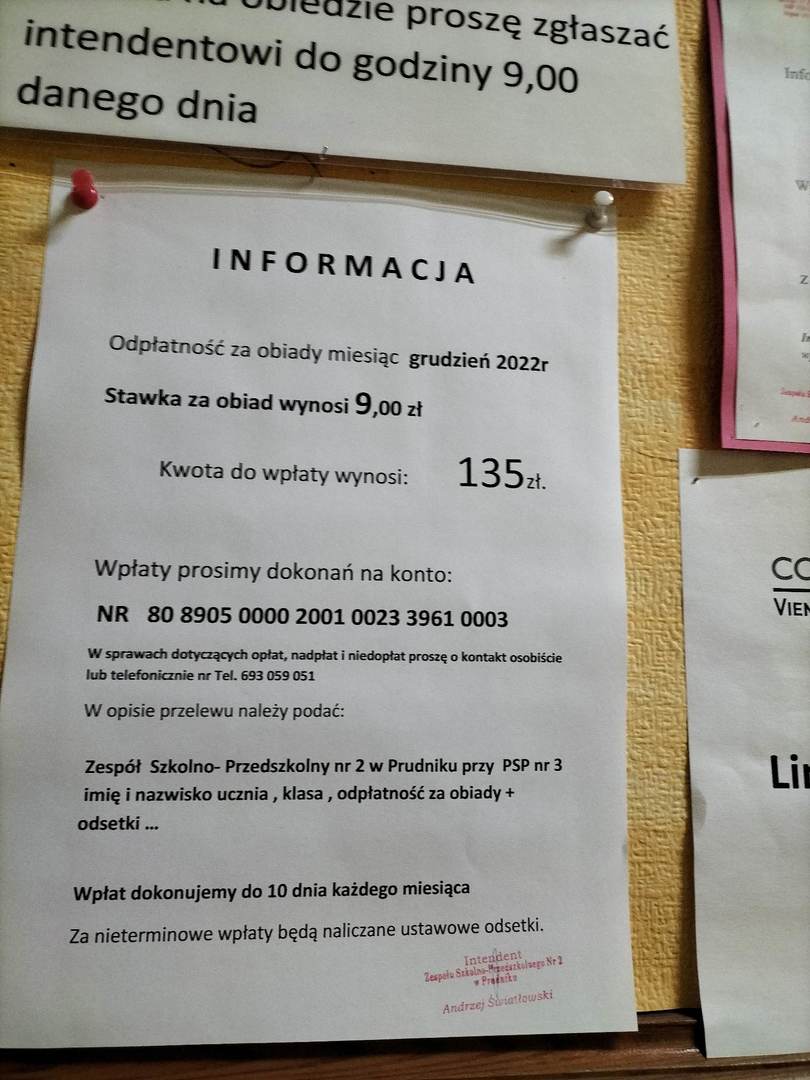 obiedzie proszę zgłaszać
intendentowi do godziny 9,00
danego dnia
INFORMACJA
Odpłatność za obiady miesiąc grudzień 2022r
Stawka za obiad wynosi 9,00 zł
Kwota do wpłaty wynosi: 135zł.
Wpłaty prosimy dokonań na konto:
NR 80 8905 0000 2001 0023 3961 0003
W sprawach dotyczących opłat, nadpłat i niedopłat proszę o kontakt osobiście
lub telefonicznie nr Tel. 693 059 051
W opisie przelewu należy podać:
Zespół Szkolno- Przedszkolny nr 2 w Prudniku przy PSP nr 3
imię i nazwisko ucznia , klasa , odpłatność za obiady +
odsetki ...
Wpłat dokonujemy do 10 dnia każdego miesiąca
Za nieterminowe wpłaty będą naliczane ustawowe odsetki.
Intendent
Zespołu Szkolno-Przedszkolnego Nr 2
w Prudniku
Andrzej Światłowski